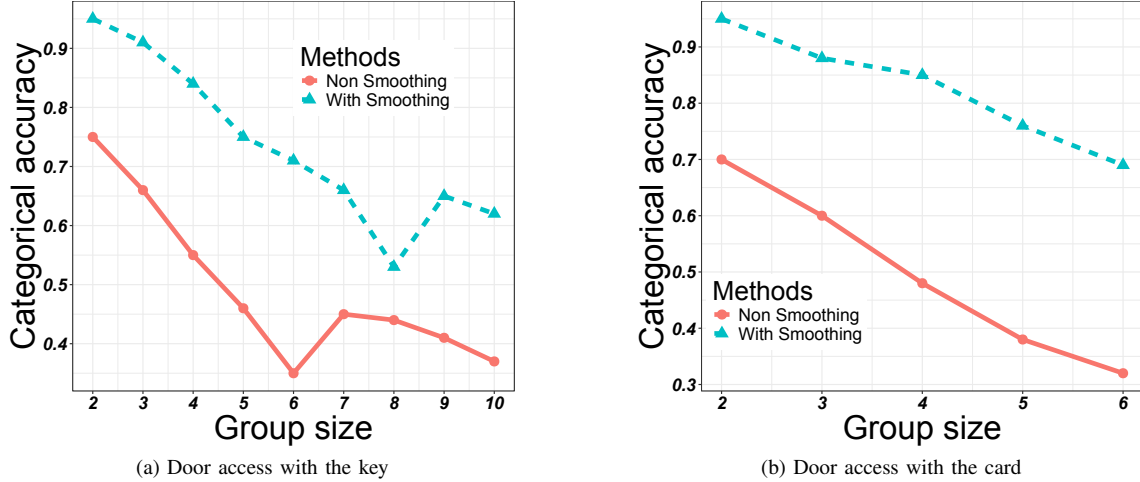 Categorical accuracy
0.9
0.8
0.7
0.6
0.5
0.4
Methods
Non Smoothing
With Smoothing
2 3 4 5 6 7 8 9 10
Group size
(a) Door access with the key
Categorical accuracy
0.9
0.8
0.7
0.6
0.5
0.4
0.3
Methods
Non Smoothing
With Smoothing
2 3 4 5 6
Group size
(b) Door access with the card